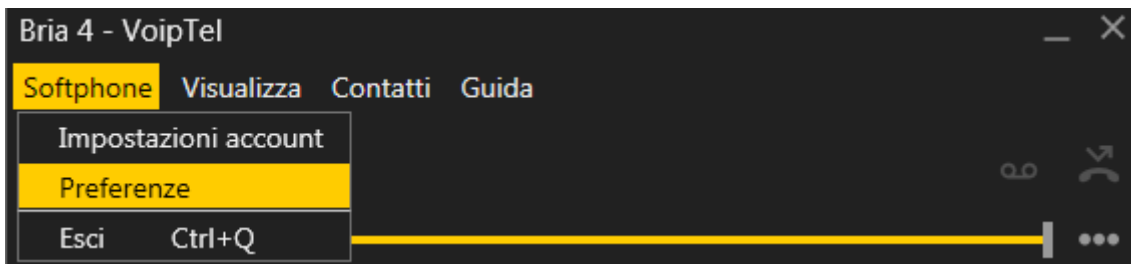 Bria 4 - VoipTel
Softphone Visualizza Contatti Guida
Impostazioni account
Preferenze
Esci Ctrl+Q